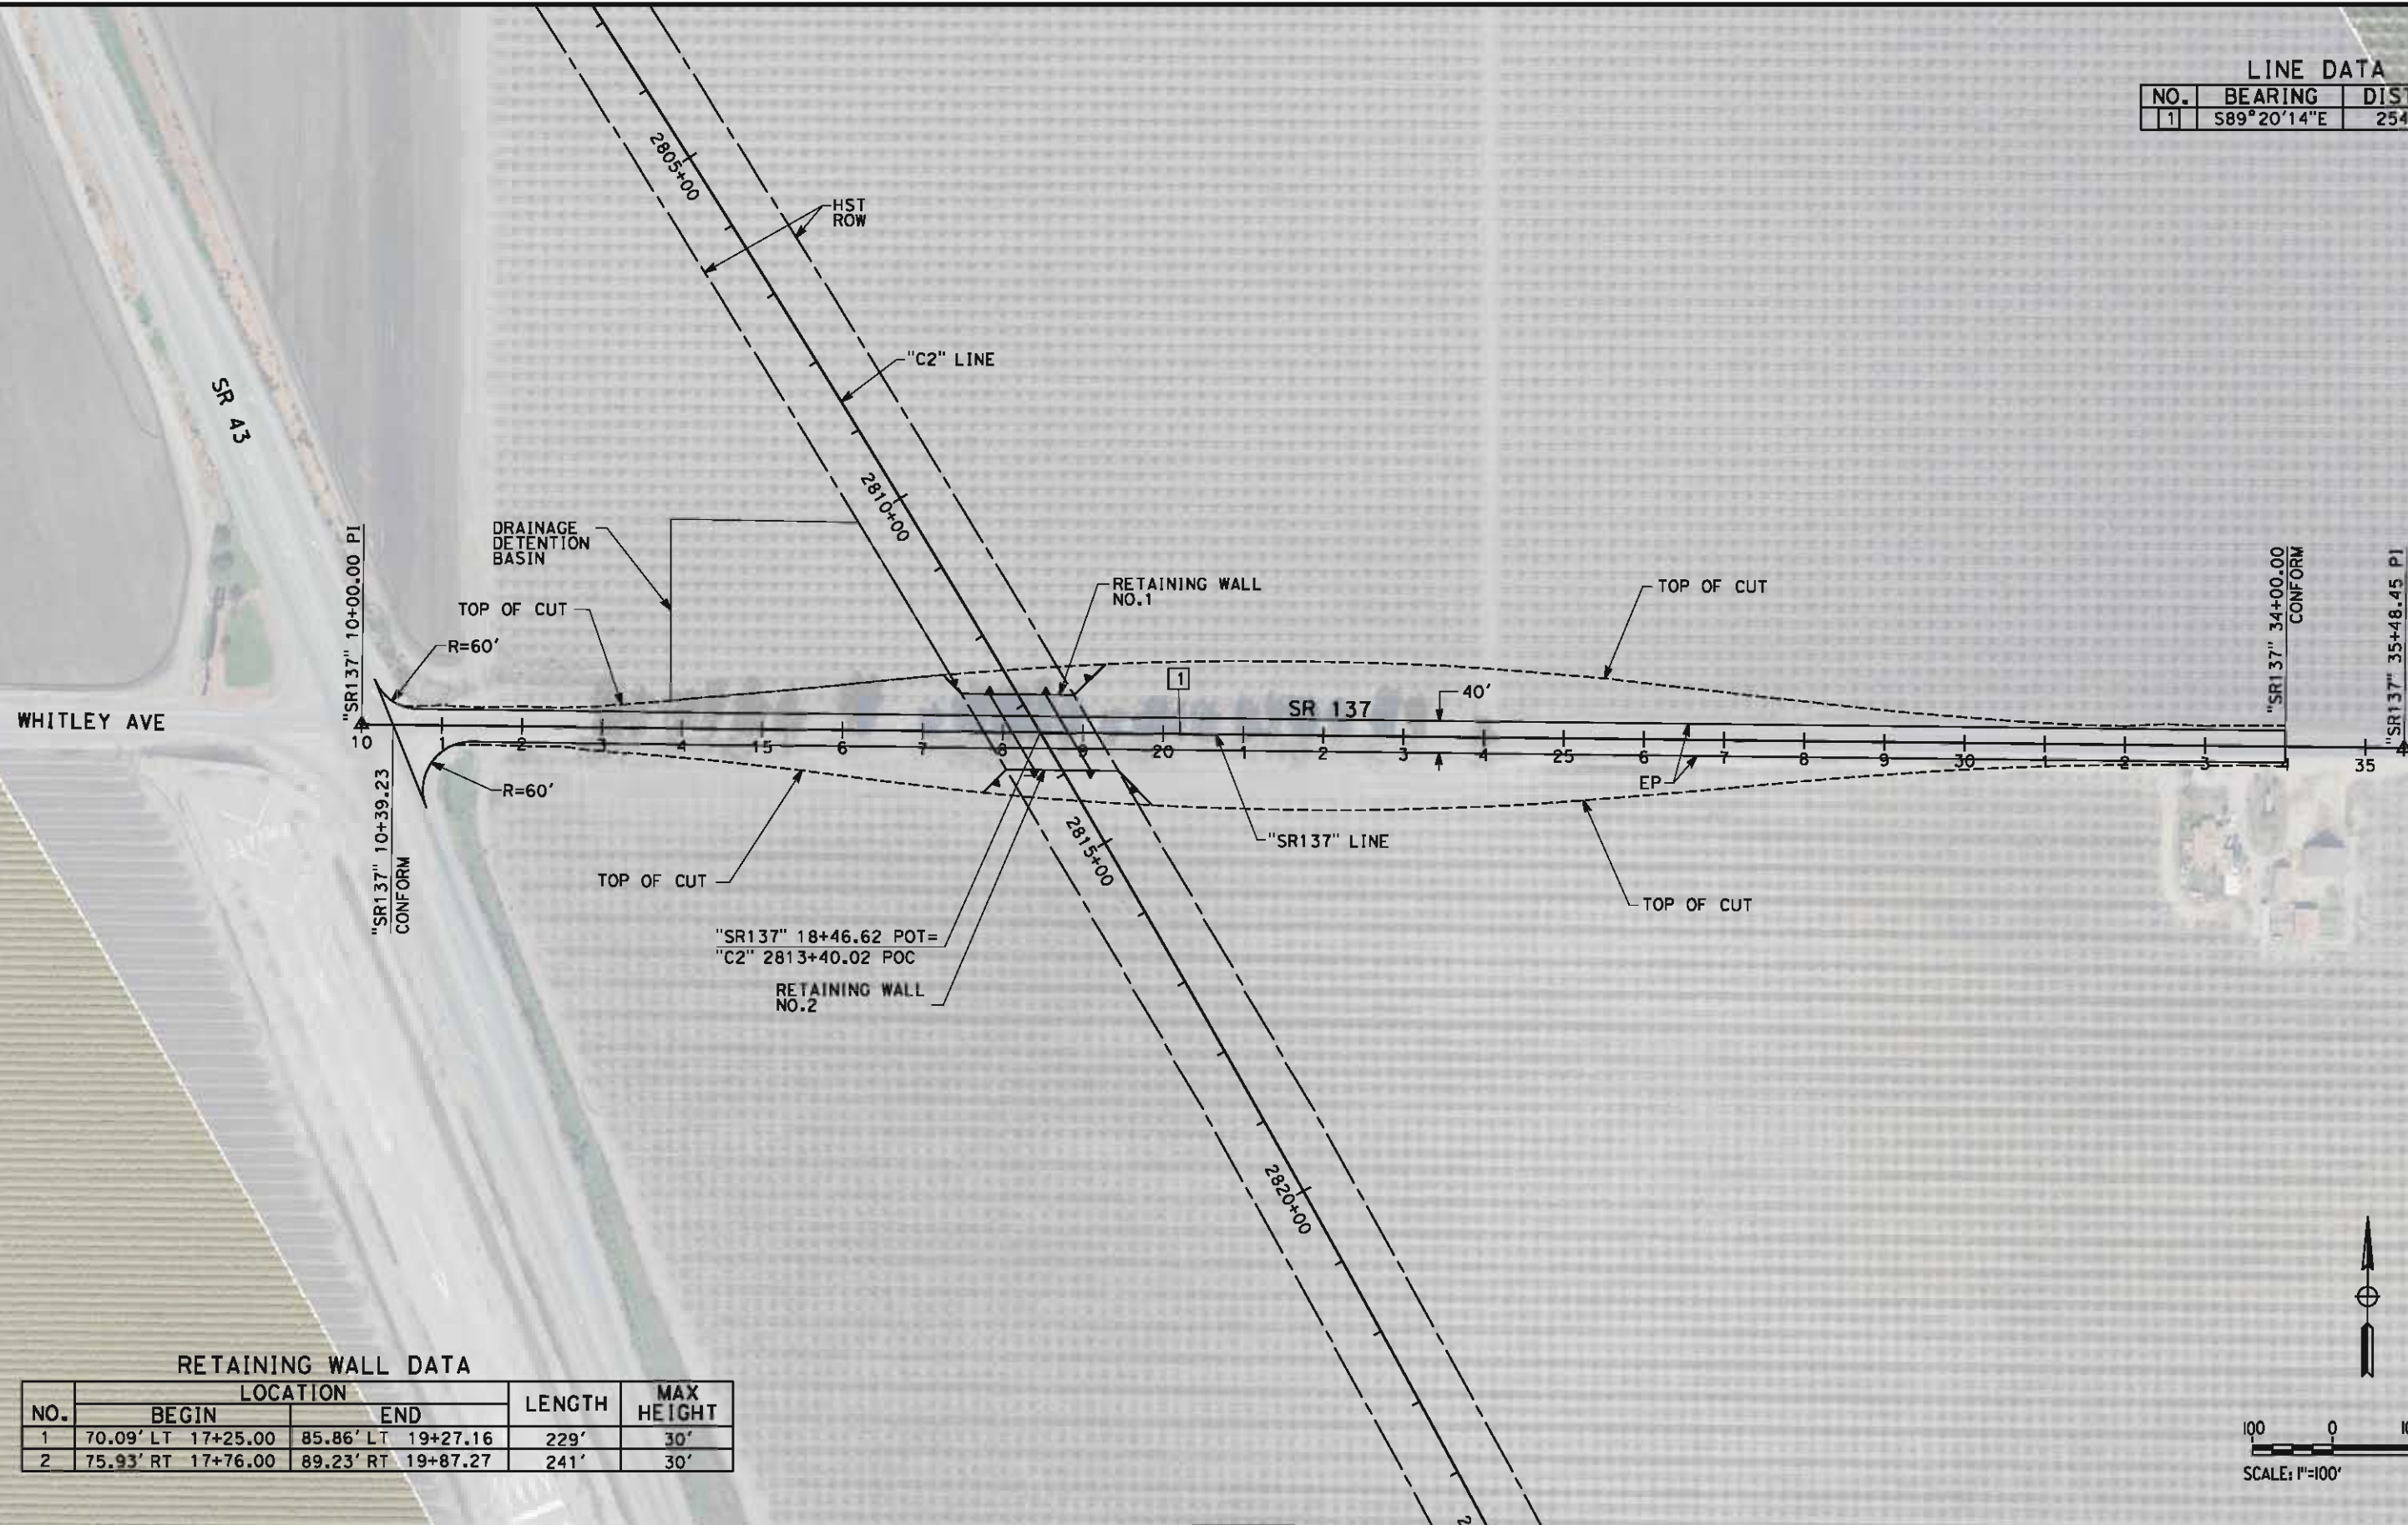 LINE DATA
NO. BEARING DIST
1 S89°20'14"E 254
2805+00
HST
ROW
"C2" LINE
SR 43
2810+00
DRAINAGE
DETENTION
BASIN
TOP OF CUT
R=60'
"SR137" 10+00.00 PI
RETAINING WALL
NO.1
TOP OF CUT
"SR137" 34+00.00
CONFORM
"SR137" 35+48.45 PI
1
40'
SR 137
WHITLEY AVE
10 1 2 3 4 15 6 7 8 9 20 1 2 3 4 25 6 7 8 9 30 1 2 3 4 35
EP
R=60'
"SR137" 10+39.23
CONFORM
"SR137" LINE
2815+00
TOP OF CUT
TOP OF CUT
"SR137" 18+46.62 POT=
"C2" 2813+40.02 POC
RETAINING WALL
NO.2
2820+00
2
RETAINING WALL DATA
NO. LOCATION LENGTH MAX HEIGHT
BEGIN END
1 70.09' LT 17+25.00 85.86' LT 19+27.16 229' 30'
2 75.93' RT 17+76.00 89.23' RT 19+87.27 241' 30'
100 0 10
SCALE: 1"=100'